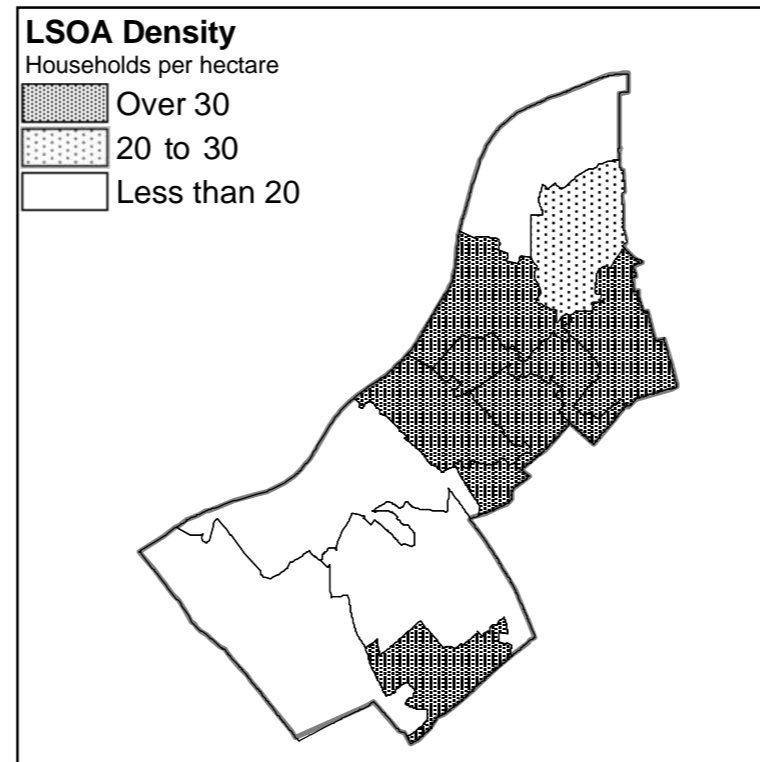 LSOA Density
Households per hectare
Over 30
20 to 30
Less than 20